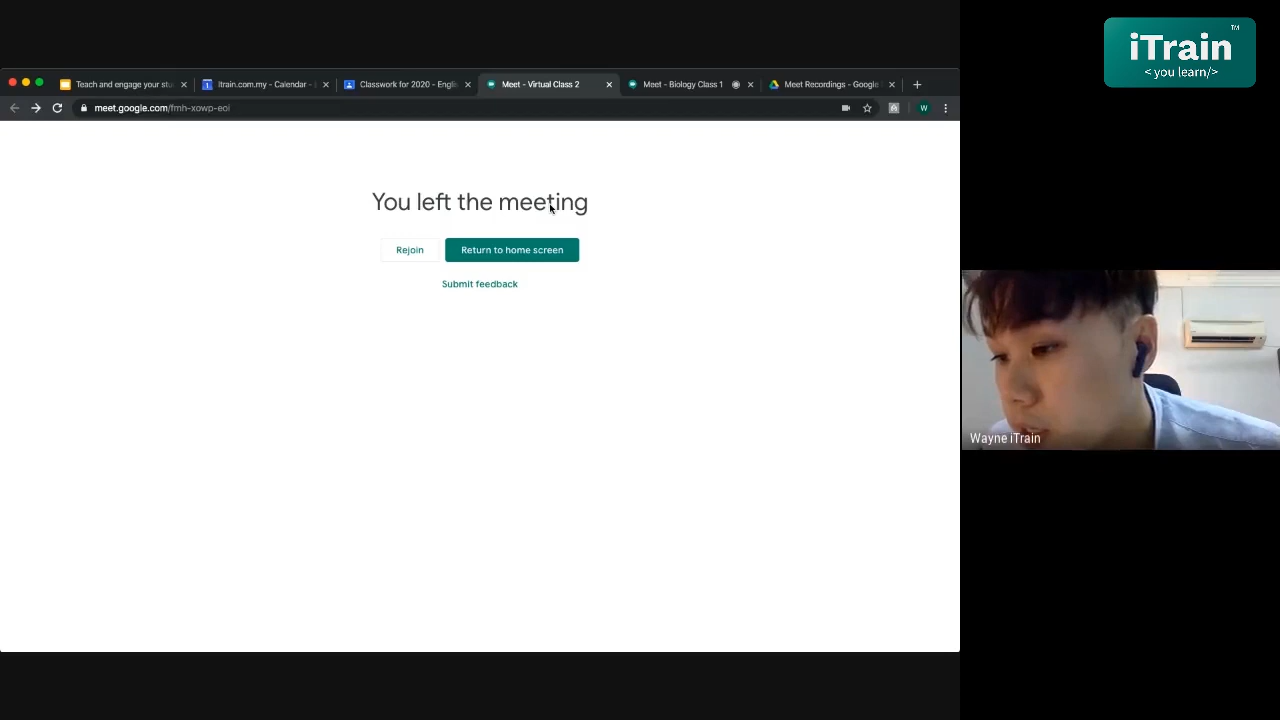 iTrain™
< you learn/>
Teach and engage your stu
itrain.com.my - Calendar -
Classwork for 2020 - Engli
Meet - Virtual Class 2
Meet - Biology Class 1
Meet Recordings - Google
meet.google.com/fmh-xowp-eoi
W
You left the meeting
Rejoin
Return to home screen
Submit feedback
Wayne iTrain